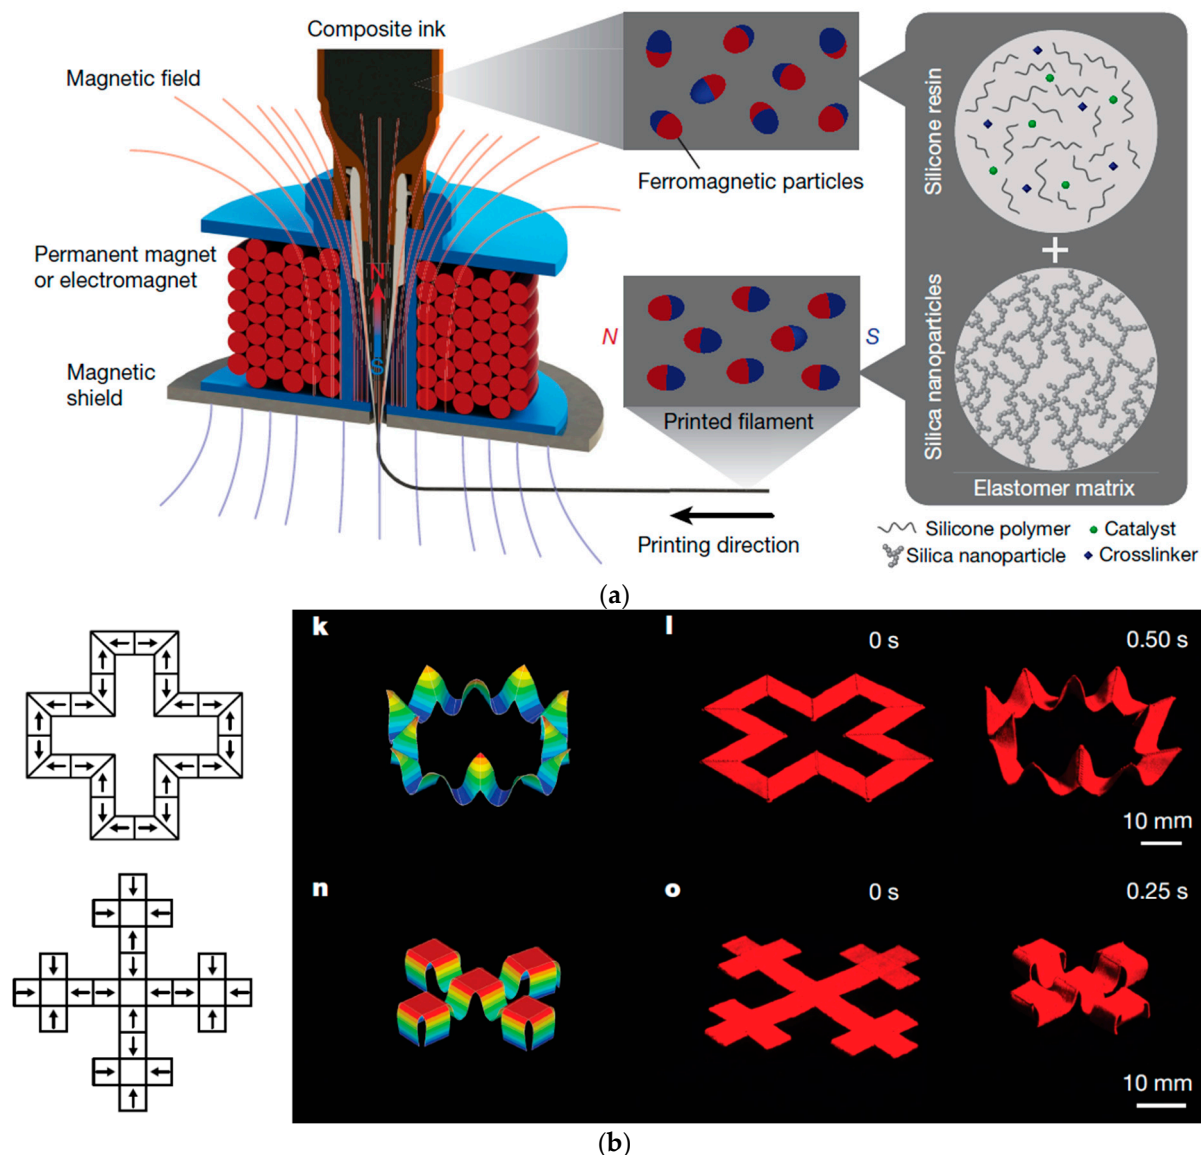 Composite ink
Magnetic field
Ferromagnetic particles
Permanent magnet
or electromagnet
N
S
Magnetic
shield
N
S
Printed filament
Printing direction
Silicone resin
+
Silica nanoparticles
Elastomer matrix
Silicone polymer
Catalyst
Silica nanoparticle
Crosslinker
(a)
k
l
0 s
0.50 s
10 mm
n
o
0 s
0.25 s
10 mm
(b)